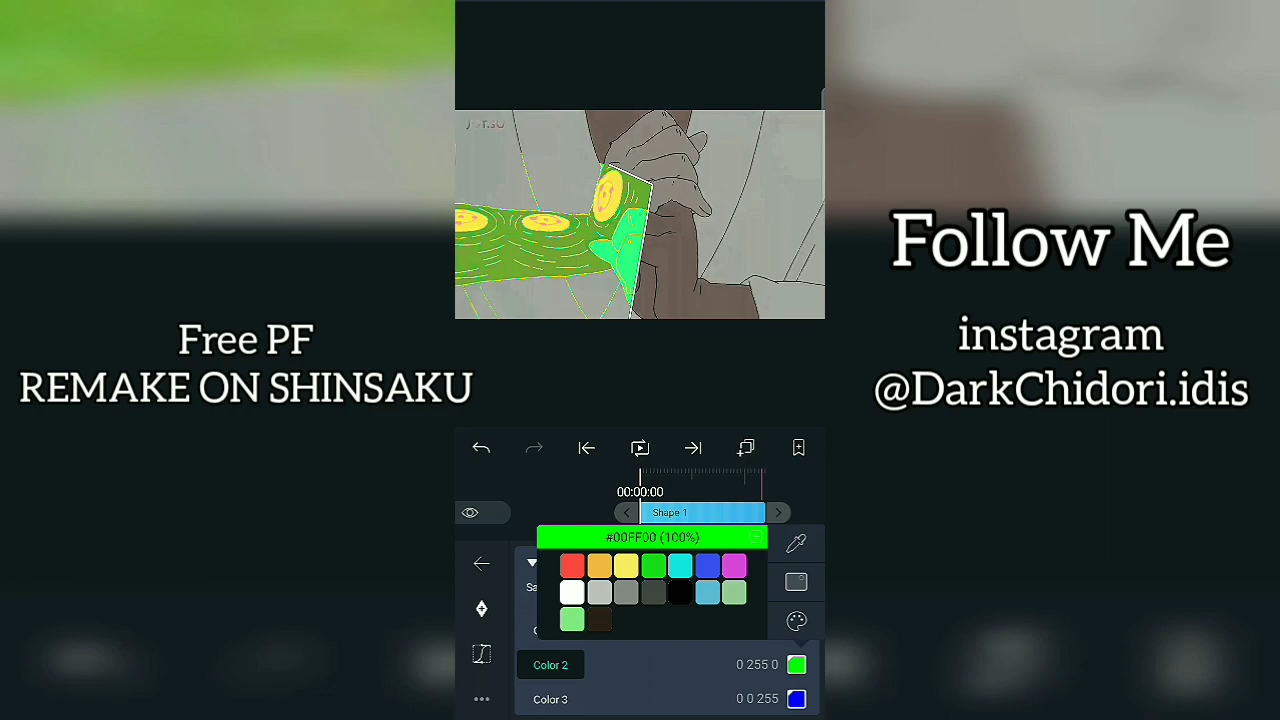 Follow Me
Free PF
REMAKE ON SHINSAKU
instagram
@DarkChidori.idis
00:00:00
Shape 1
#00FF00 (100%)
Color 2
0 255 0
Color 3
0 0 255